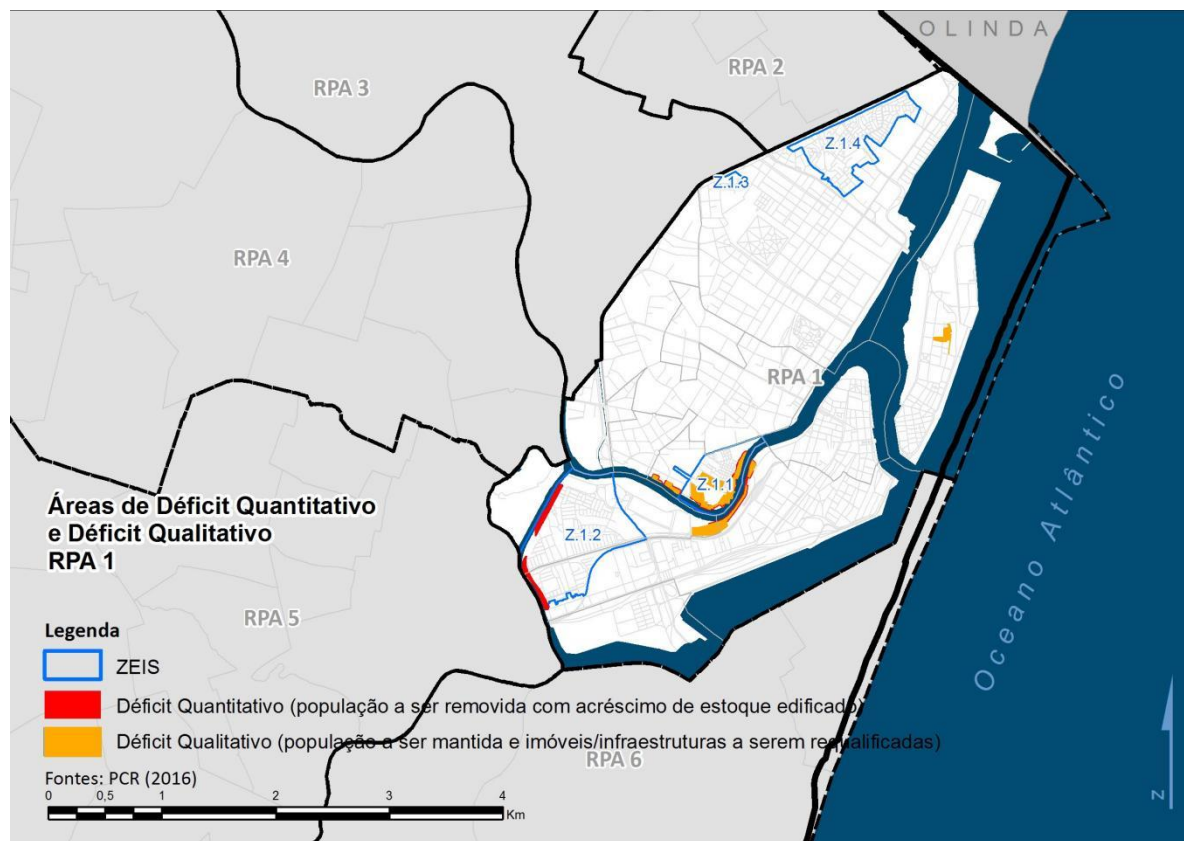 OLINDA
RPA 2
RPA 3
Z.1.4
Z.1.3
RPA 4
RPA 1
Z.1.1
Z.1.2
Oceano Atlântico
Áreas de Déficit Quantitativo
e Déficit Qualitativo
RPA 1
RPA 5
Legenda
ZEIS
Déficit Quantitativo (população a ser removida com acréscimo de estoque edificado)
Déficit Qualitativo (população a ser mantida e imóveis/infraestruturas a serem requalificadas)
RPA 6
Fontes: PCR (2016)
0 0,5 1 2 3 4
Km
N